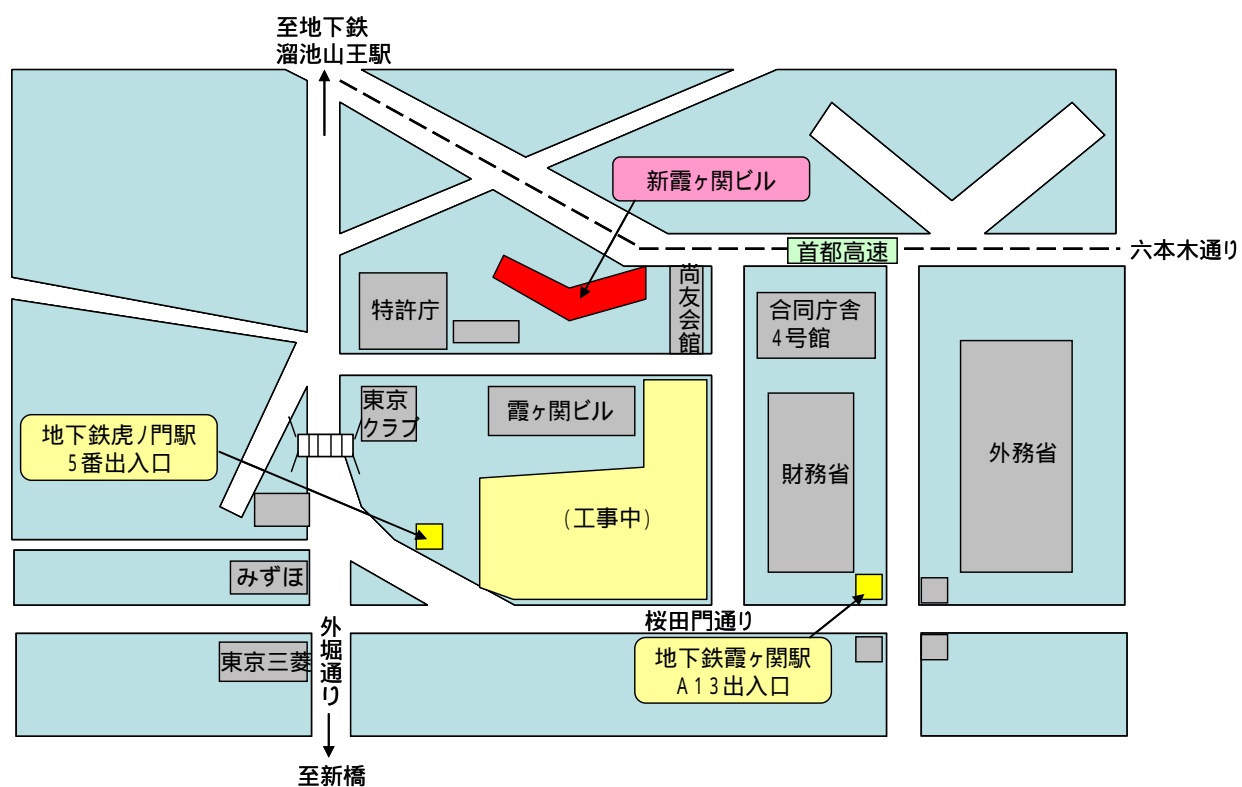 至地下鉄
溜池山王駅
新霞ヶ関ビル
首都高速
六本木通り
特許庁
尚友会館
合同庁舎
4号館
東京
クラブ
霞ヶ関ビル
地下鉄虎ノ門駅
5番出入口
外務省
財務省
(工事中)
みずほ
桜田門通り
外堀通り
東京三菱
地下鉄霞ヶ関駅
A13出入口
至新橋